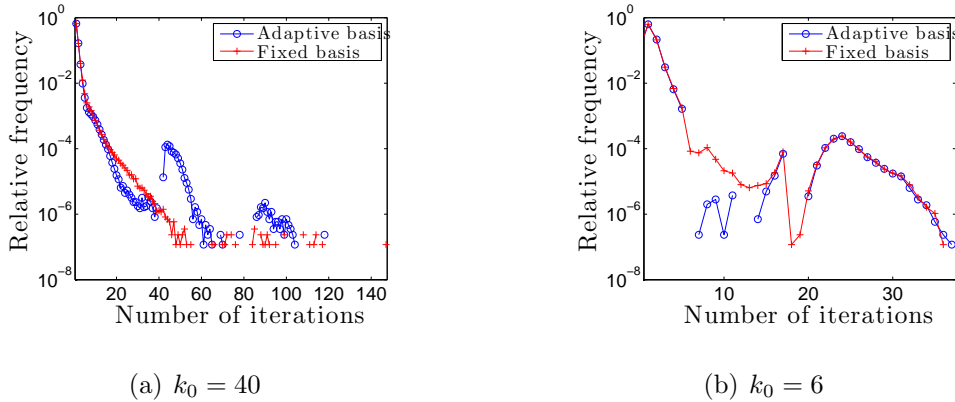 10^0
10^-2
10^-4
10^-6
10^-8
Relative frequency
Adaptive basis
Fixed basis
20 40 60 80 100 120 140
Number of iterations
(a) k_0 = 40
10^0
10^-2
10^-4
10^-6
10^-8
Relative frequency
Adaptive basis
Fixed basis
10 20 30
Number of iterations
(b) k_0 = 6